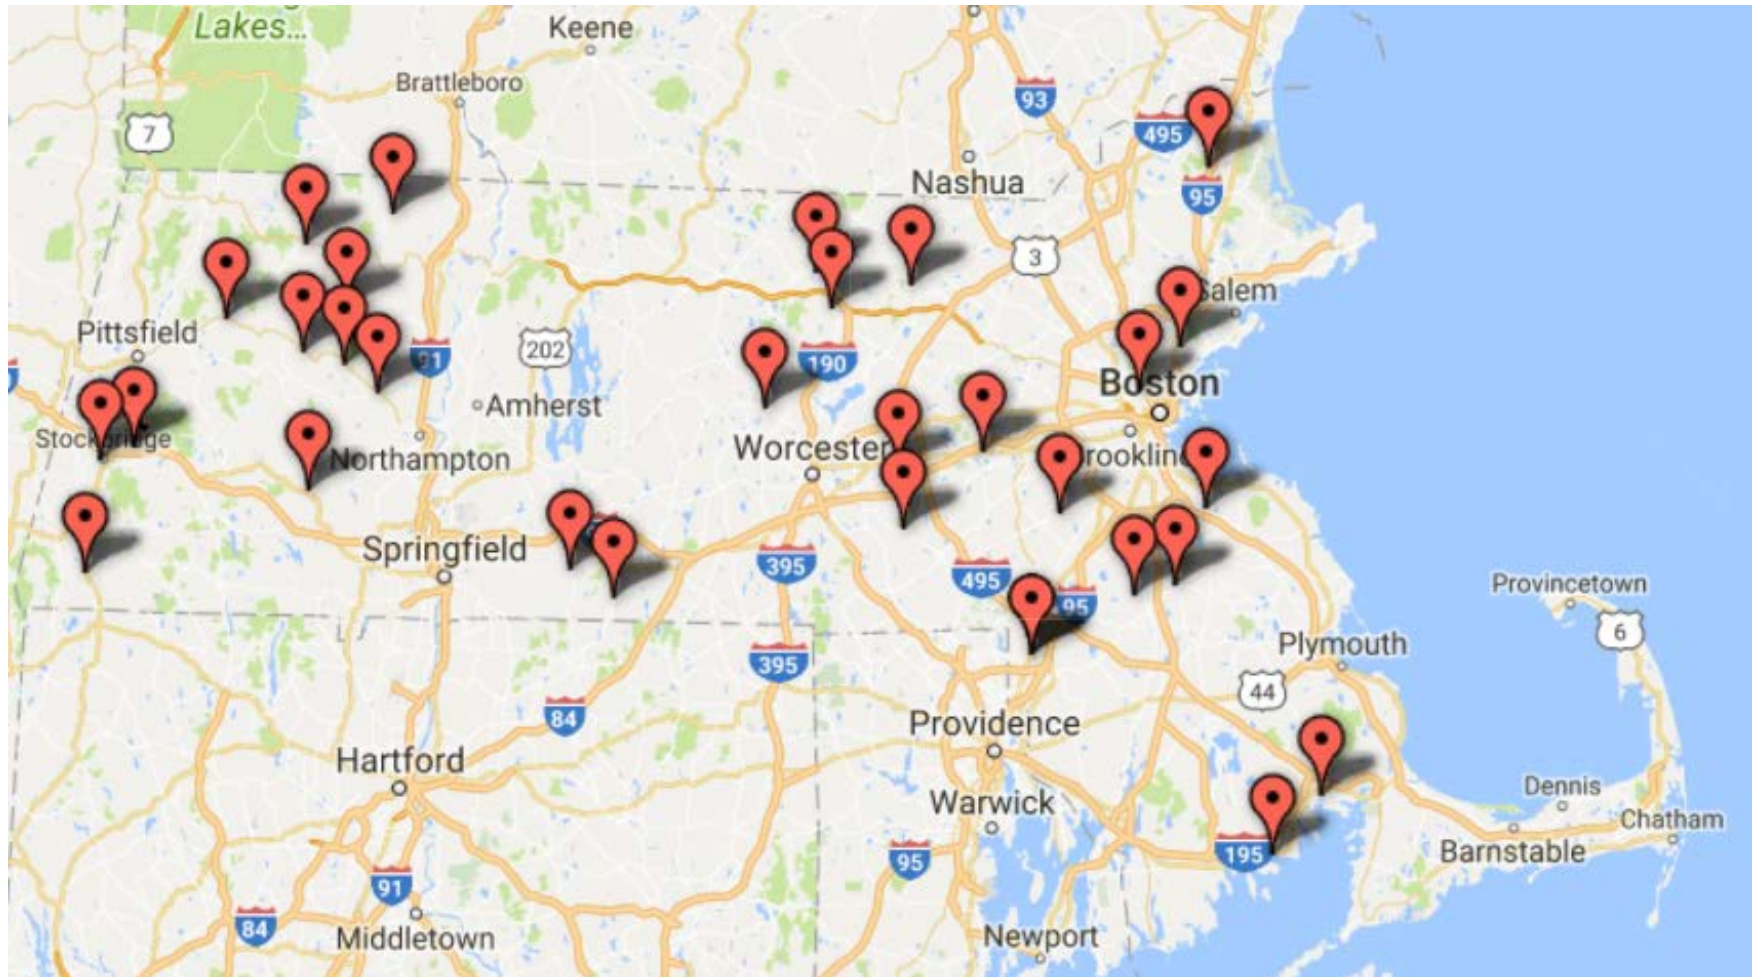 Lakes...
Keene
Brattleboro
93
7
495
Nashua
95
3
Salem
Pittsfield
202
91
190
Boston
Amherst
Stockbridge
Worcester
Northampton
Springfield
395
495
95
Provincetown
6
Plymouth
395
44
84
Providence
Hartford
Warwick
Dennis
Chatham
195
Barnstable
95
91
84
Middletown
Newport